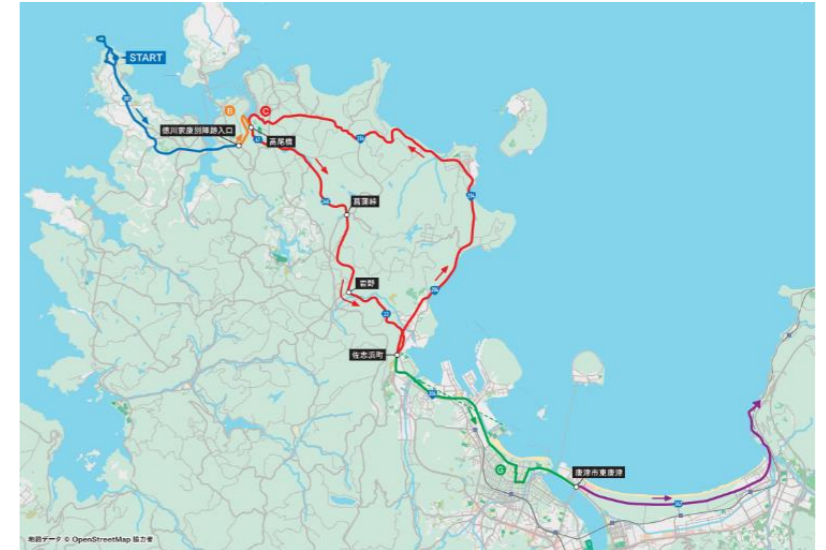 START
B
C
徳川家康別陣跡入口
高尾橋
菖蒲峠
岩野
佐志浜町
G
唐津市東唐津
地図データ © OpenStreetMap 協力者